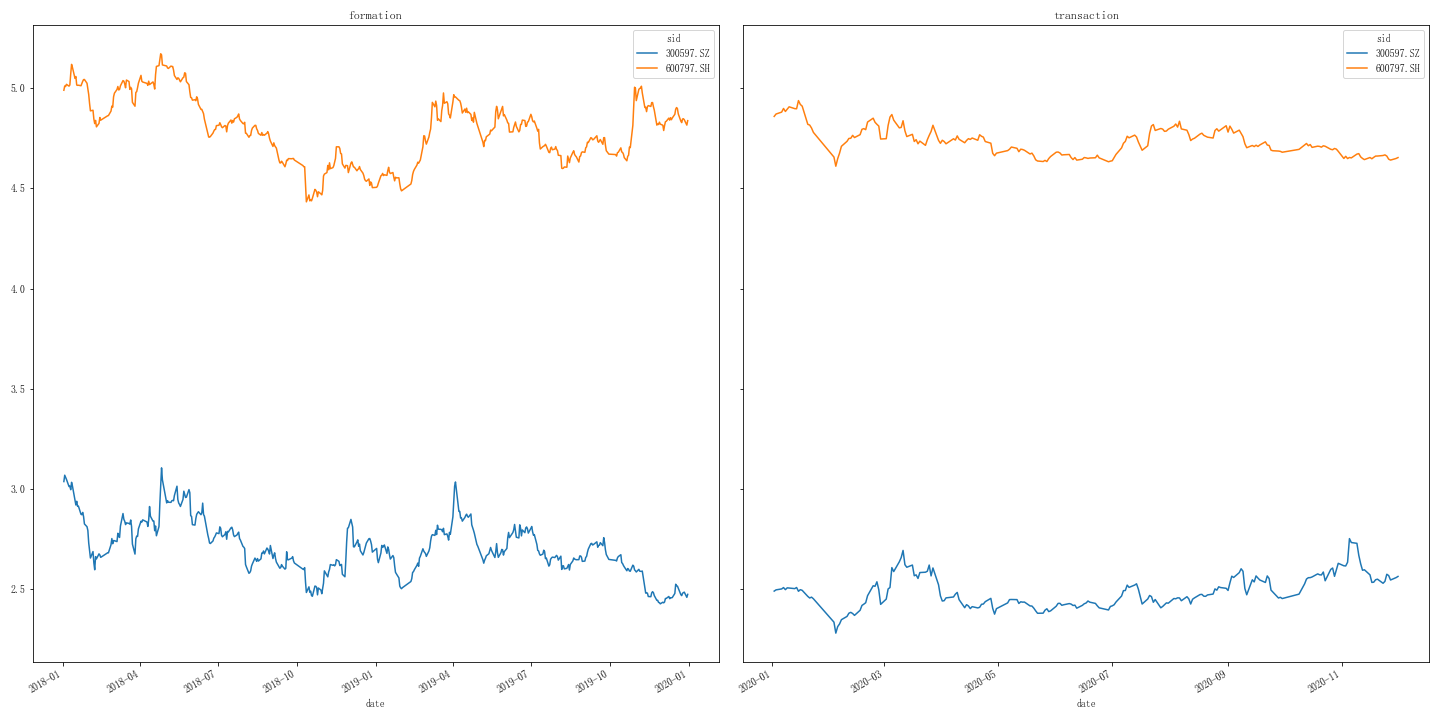 formation
sid
300597.SZ
600797.SH
5.0
4.5
4.0
3.5
3.0
2.5
2018-01
2018-04
2018-07
2018-10
2019-01
2019-04
2019-07
2019-10
2020-01
date
transaction
sid
300597.SZ
600797.SH
2020-01
2020-03
2020-05
2020-07
2020-09
2020-11
date